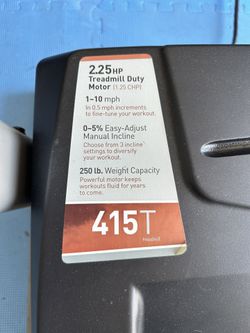 2.25HP
Treadmill Duty
Motor (1.25 CHP)
1–10 mph
In 0.5 mph increments
to fine-tune your workout.
0–5% Easy-Adjust
Manual Incline
Choose from 3 incline
settings to diversify
your workout.
250 lb. Weight Capacity
Powerful motor keeps
workouts fluid for years
to come.
415T
Treadmill